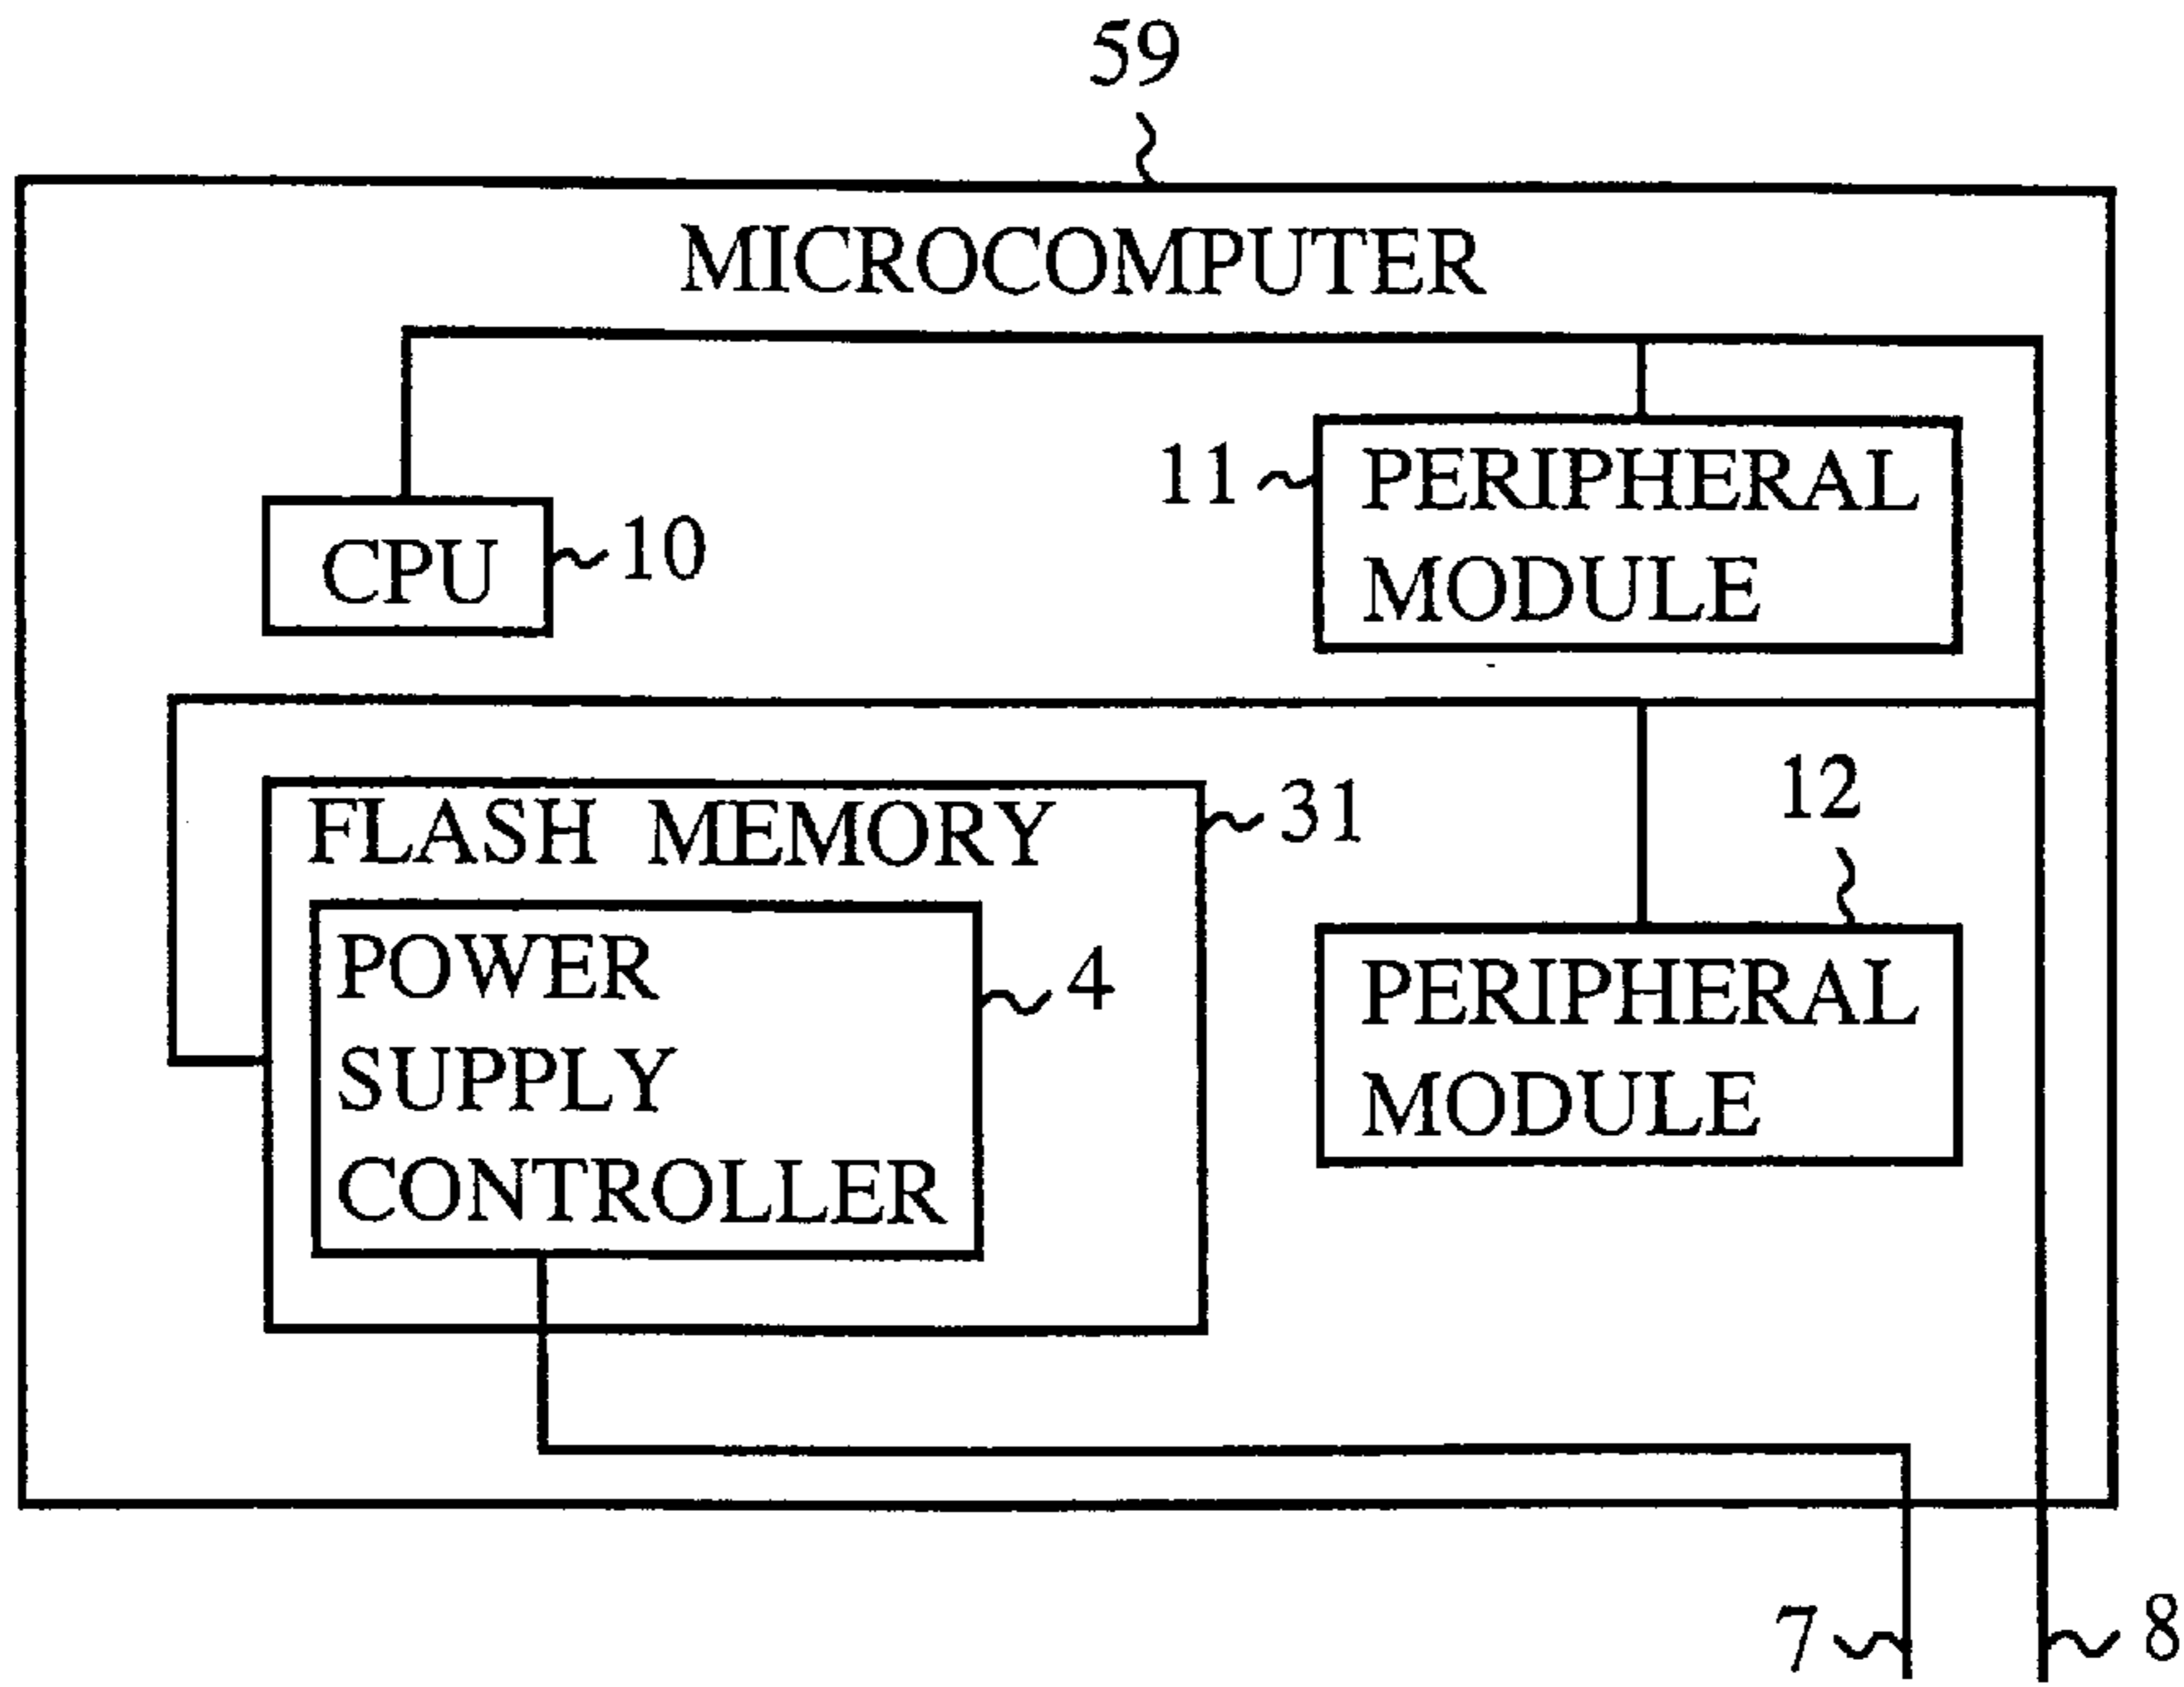 59
MICROCOMPUTER
11
PERIPHERAL
MODULE
CPU
10
FLASH MEMORY
31
12
POWER
SUPPLY
CONTROLLER
4
PERIPHERAL
MODULE
7
8